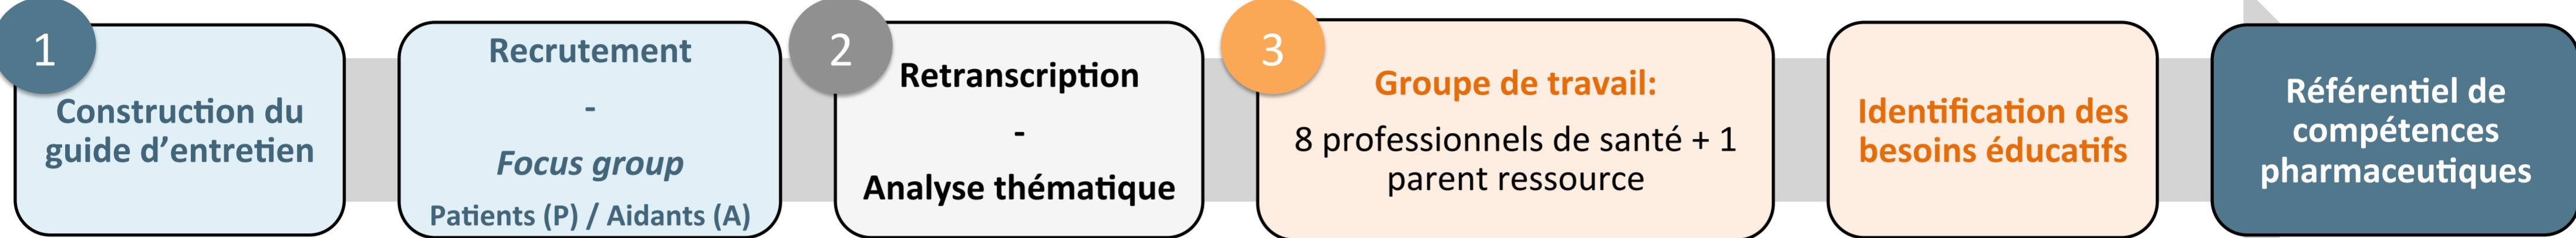 1
Construction du
guide d'entretien
Recrutement
-
Focus group
Patients (P) / Aidants (A)
2
Retranscription
-
Analyse thématique
3
Groupe de travail:
8 professionnels de santé + 1
parent ressource
Identification des
besoins éducatifs
Référentiel de
compétences
pharmaceutiques